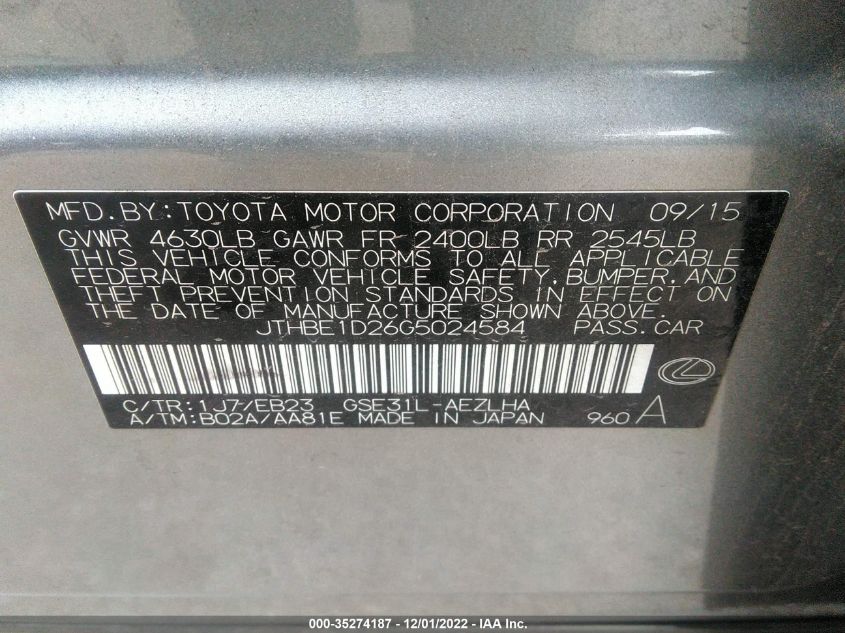 MFD.BY:TOYOTA MOTOR CORPORATION 09/15
GVWR 4630LB GAWR FR 2400LB RR 2545LB
THIS VEHICLE CONFORMS TO ALL APPLICABLE
FEDERAL MOTOR VEHICLE SAFETY,BUMPER,AND
THEFT PREVENTION STANDARDS IN EFFECT ON
THE DATE OF MANUFACTURE SHOWN ABOVE.
JTHBE1D26G5024584 PASS.CAR
C/TR:1J7/EB23 GSE31L-AEZLHA
A/TM:B02A/AA81E MADE IN JAPAN 960 A
000-35274187 - 12/01/2022 - IAA Inc.